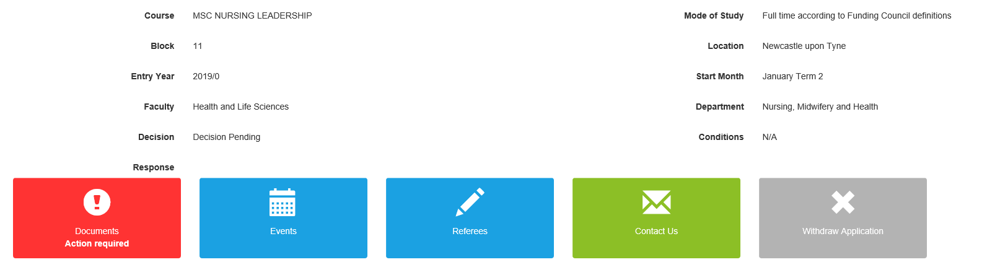 Course MSC NURSING LEADERSHIP Mode of Study Full time according to Funding Council definitions
Block 11 Location Newcastle upon Tyne
Entry Year 2019/0 Start Month January Term 2
Faculty Health and Life Sciences Department Nursing, Midwifery and Health
Decision Decision Pending Conditions N/A
Response
Documents Events Referees Contact Us Withdraw Application
Action required